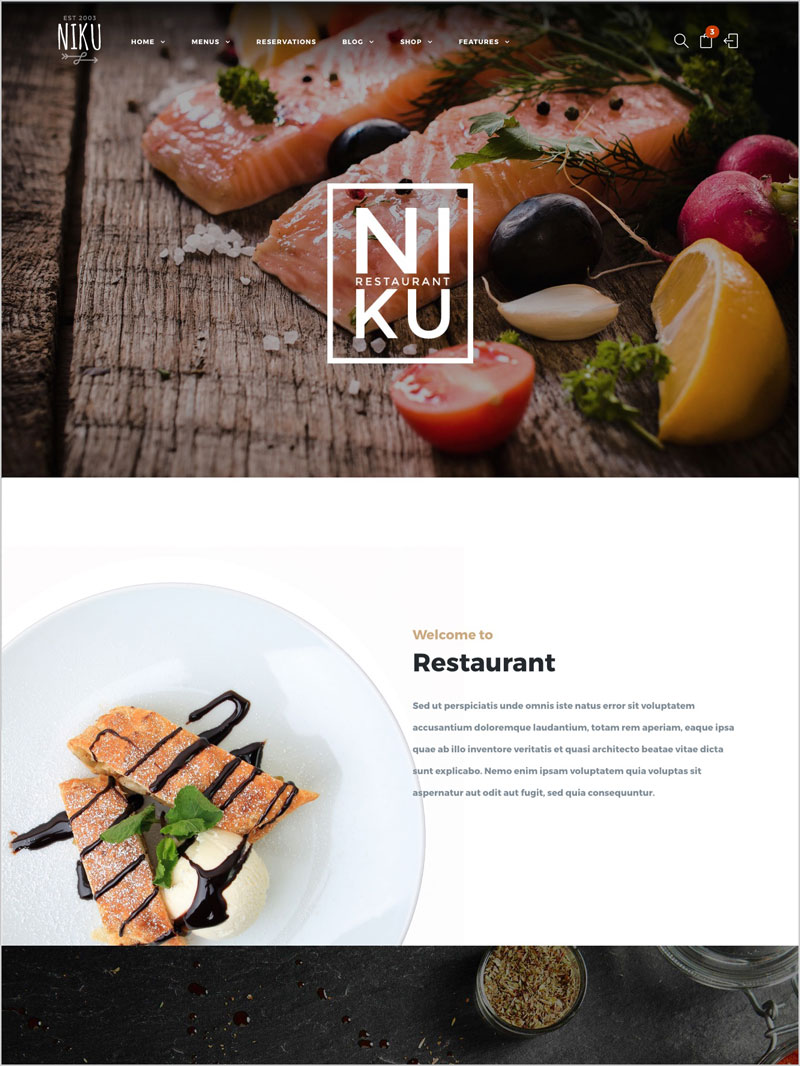 EST 2003
NIKU
HOME MENUS RESERVATIONS BLOG SHOP FEATURES
3
NI
RESTAURANT
KU
Welcome to
Restaurant
Sed ut perspiciatis unde omnis iste natus error sit voluptatem
accusantium doloremque laudantium, totam rem aperiam, eaque ipsa
quae ab illo inventore veritatis et quasi architecto beatae vitae dicta
sunt explicabo. Nemo enim ipsam voluptatem quia voluptas sit
aspernatur aut odit aut fugit, sed quia consequuntur.